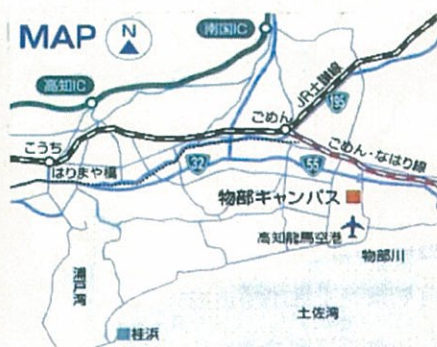 MAP
N
南国IC
高知IC
JR土讃線
195
ごめん
こうち
はりまや橋
ごめん・なはり線
32
55
物部キャンパス
高知龍馬空港
物部川
浦戸湾
土佐湾
桂浜